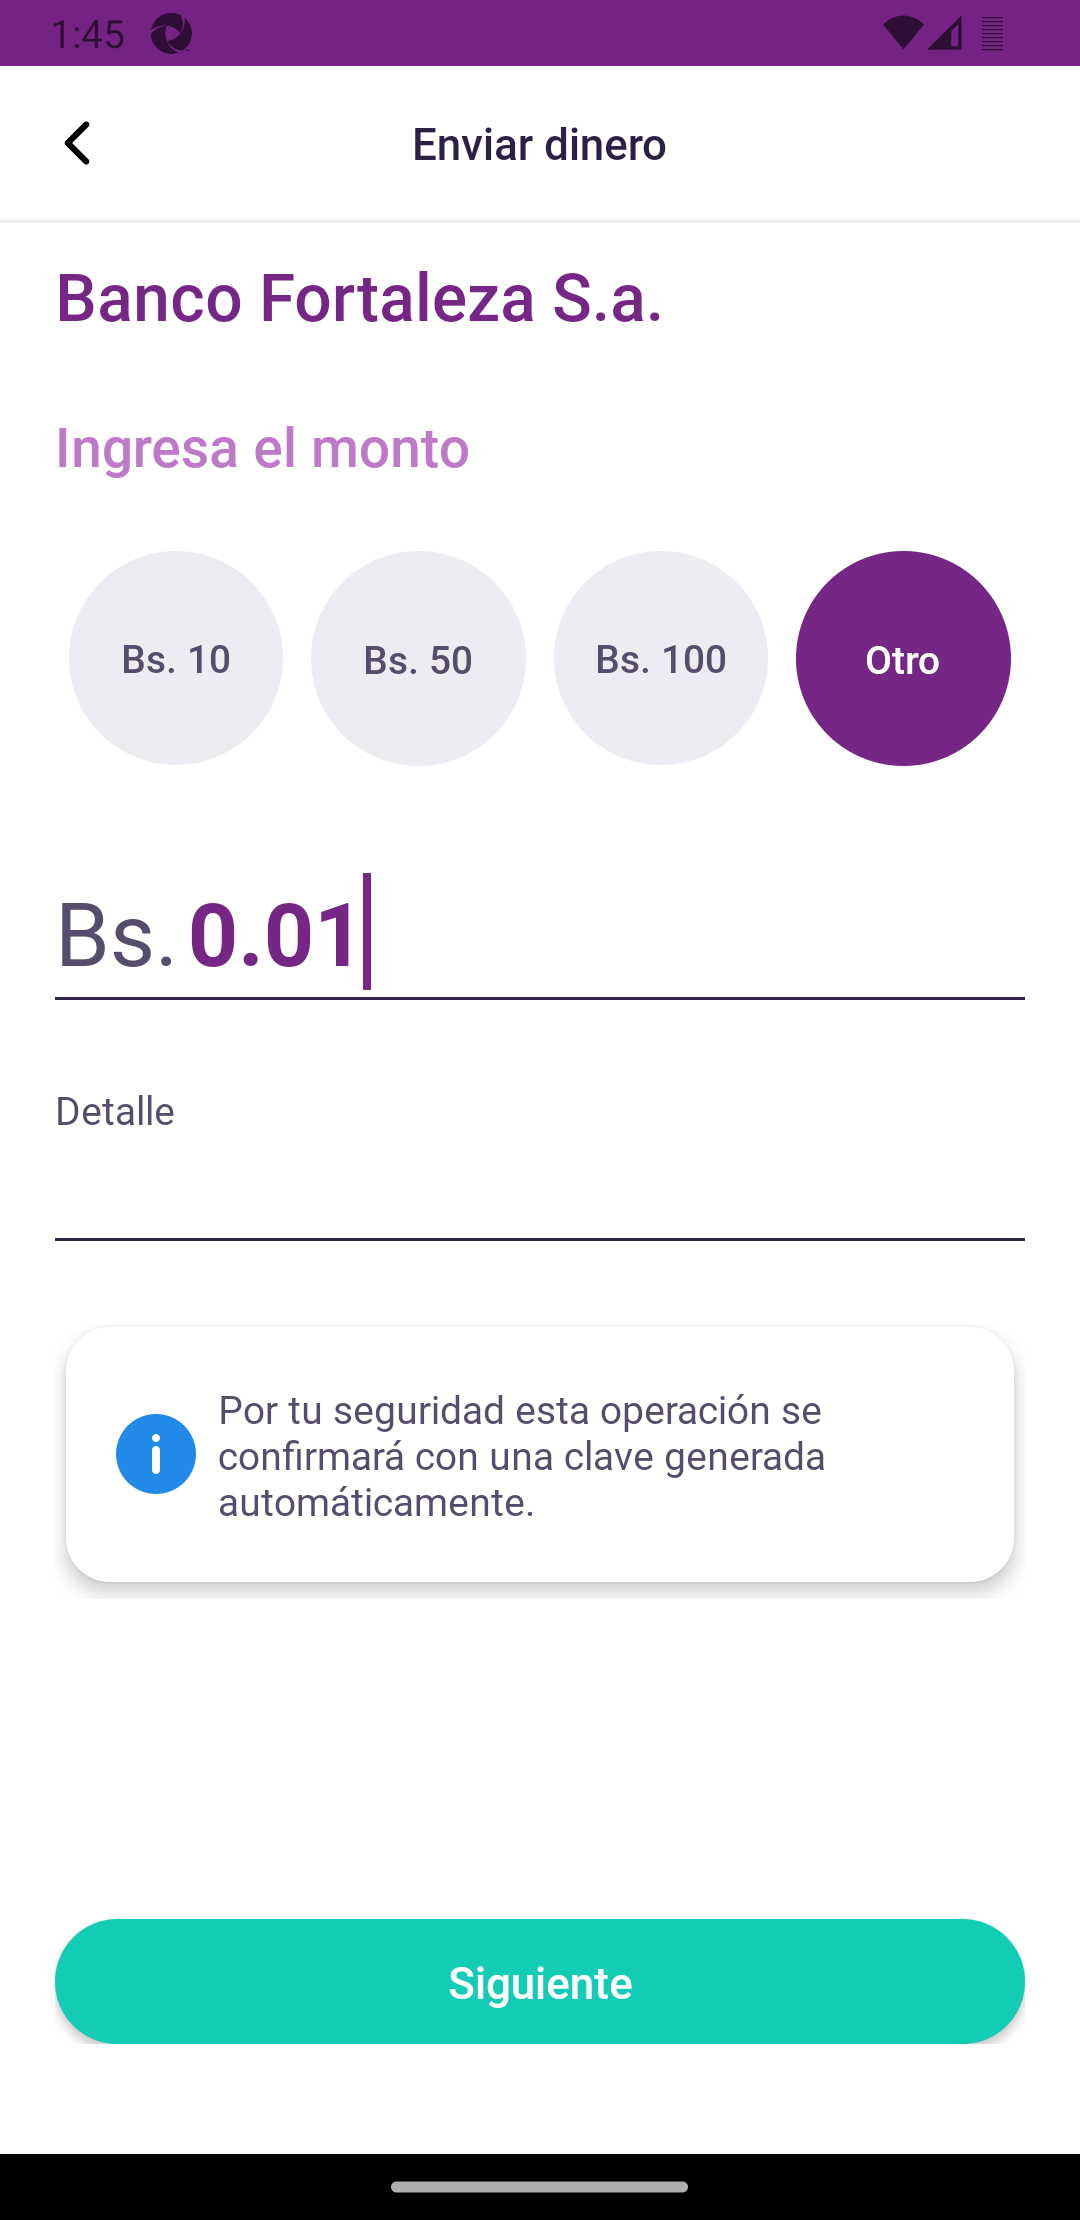 1:45
Enviar dinero
Banco Fortaleza S.a.
Ingresa el monto
Bs. 10
Bs. 50
Bs. 100
Otro
Bs. 0.01
Detalle
Por tu seguridad esta operación se
confirmará con una clave generada
automáticamente.
Siguiente